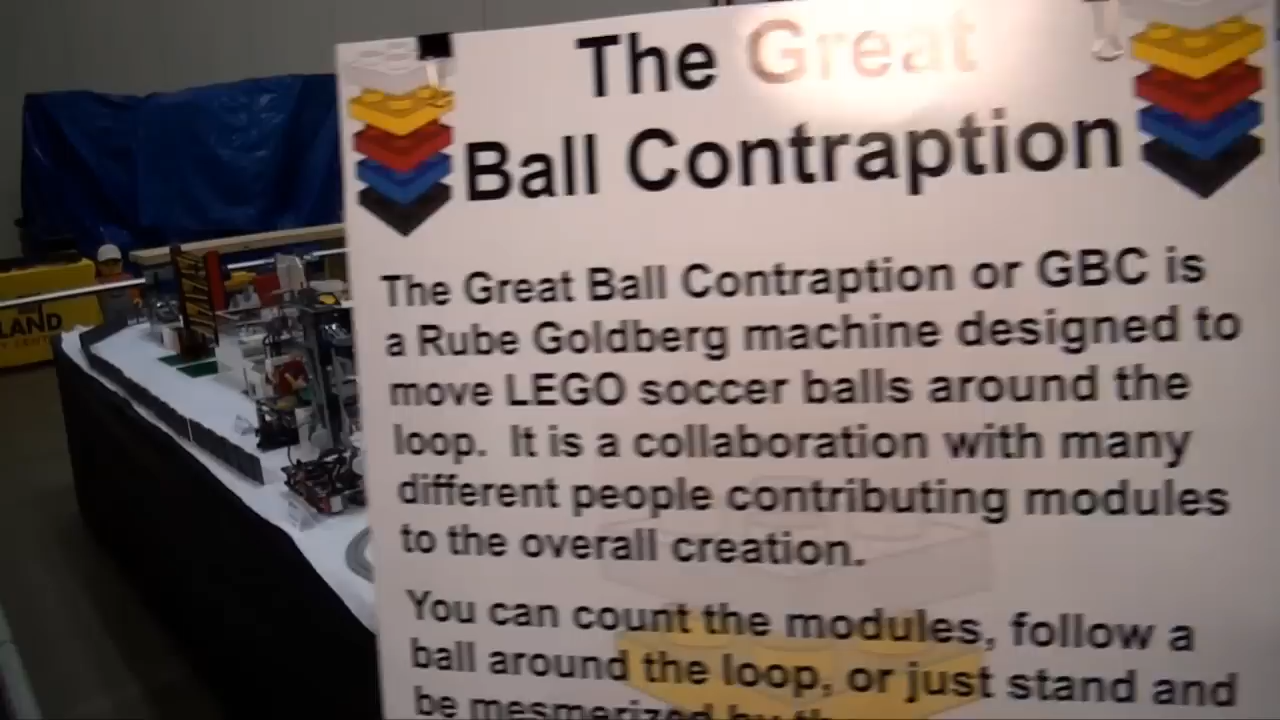 The Great
Ball Contraption
The Great Ball Contraption or GBC is
a Rube Goldberg machine designed to
move LEGO soccer balls around the
loop. It is a collaboration with many
different people contributing modules
to the overall creation.
You can count the modules, follow a
ball around the loop, or just stand and
be mesmerized by
LAND